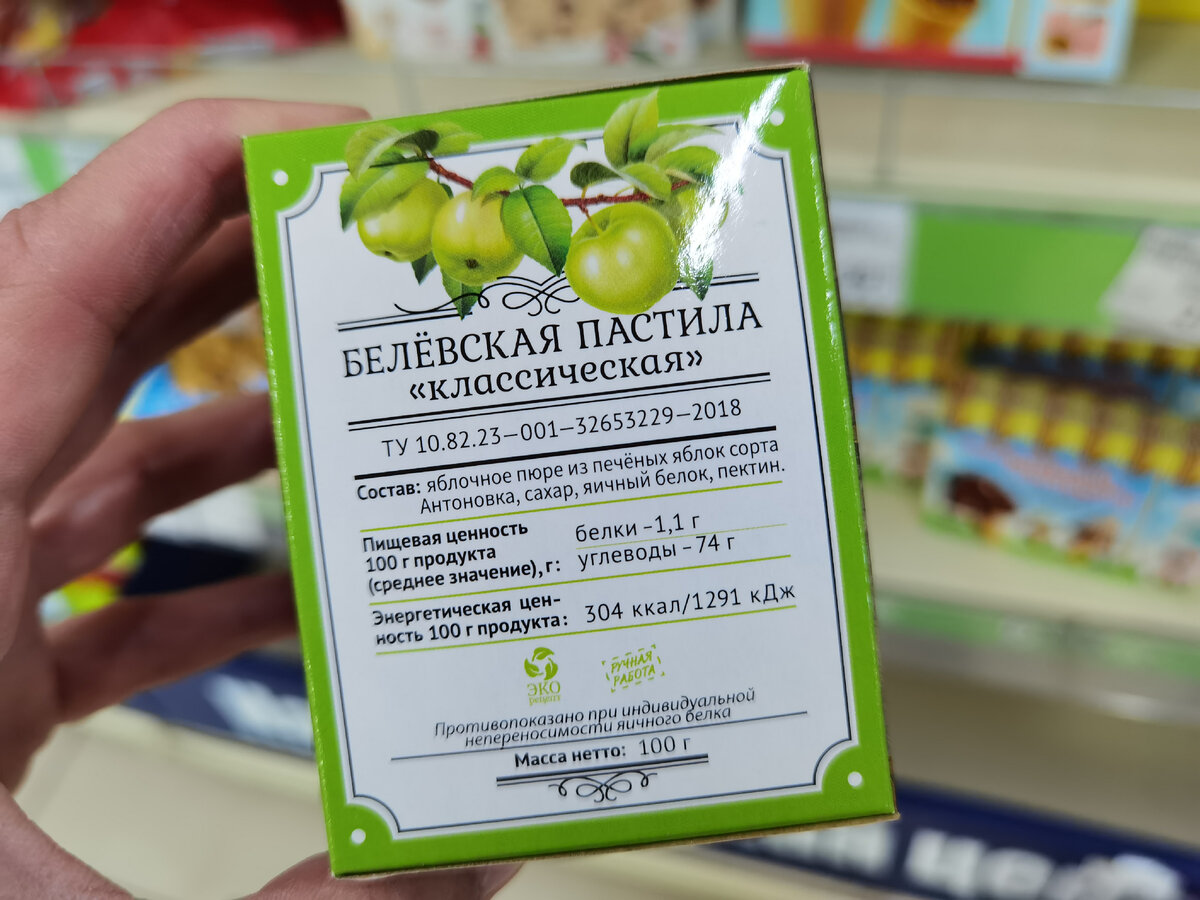 БЕЛЁВСКАЯ ПАСТИЛА
«классическая»
ТУ 10.82.23–001–32653229–2018
Состав: яблочное пюре из печёных яблок сорта
Антоновка, сахар, яичный белок, пектин.
Пищевая ценность
100 г продукта
(среднее значение), г:
белки – 1,1 г
углеводы – 74 г
Энергетическая цен-
ность 100 г продукта:
304 ккал/1291 кДж
ЭКО
РУЧНАЯ
РАБОТА
Противопоказано при индивидуальной
непереносимости яичного белка
Масса нетто: 100 г